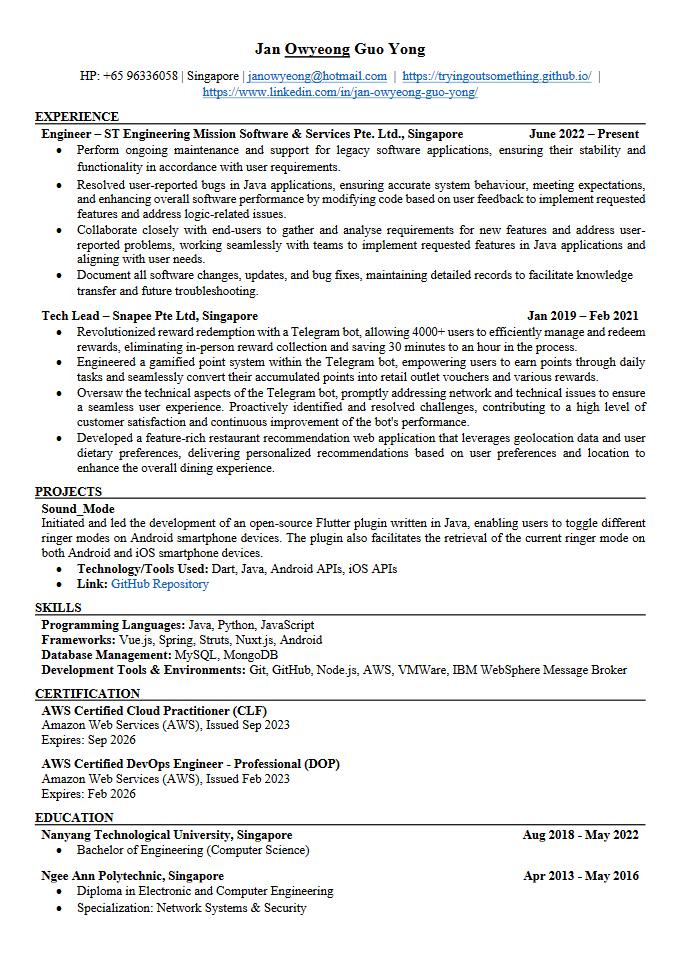 Jan Owyeong Guo Yong
HP: +65 96336058 | Singapore | janowyeong@hotmail.com | https://tryingoutsomething.github.io/ |
https://www.linkedin.com/in/jan-owyeong-guo-yong/
EXPERIENCE
Engineer – ST Engineering Mission Software & Services Pte. Ltd., Singapore June 2022 – Present
• Perform ongoing maintenance and support for legacy software applications, ensuring their stability and
functionality in accordance with user requirements.
• Resolved user-reported bugs in Java applications, ensuring accurate system behaviour, meeting expectations,
and enhancing overall software performance by modifying code based on user feedback to implement requested
features and address logic-related issues.
• Collaborate closely with end-users to gather and analyse requirements for new features and address user-
reported problems, working seamlessly with teams to implement requested features in Java applications and
aligning with user needs.
• Document all software changes, updates, and bug fixes, maintaining detailed records to facilitate knowledge
transfer and future troubleshooting.
Tech Lead – Snapee Pte Ltd, Singapore Jan 2019 – Feb 2021
• Revolutionized reward redemption with a Telegram bot, allowing 4000+ users to efficiently manage and redeem
rewards, eliminating in-person reward collection and saving 30 minutes to an hour in the process.
• Engineered a gamified point system within the Telegram bot, empowering users to earn points through daily
tasks and seamlessly convert their accumulated points into retail outlet vouchers and various rewards.
• Oversaw the technical aspects of the Telegram bot, promptly addressing network and technical issues to ensure
a seamless user experience. Proactively identified and resolved challenges, contributing to a high level of
customer satisfaction and continuous improvement of the bot's performance.
• Developed a feature-rich restaurant recommendation web application that leverages geolocation data and user
dietary preferences, delivering personalized recommendations based on user preferences and location to
enhance the overall dining experience.
PROJECTS
Sound_Mode
Initiated and led the development of an open-source Flutter plugin written in Java, enabling users to toggle different
ringer modes on Android smartphone devices. The plugin also facilitates the retrieval of the current ringer mode on
both Android and iOS smartphone devices.
• Technology/Tools Used: Dart, Java, Android APIs, iOS APIs
• Link: GitHub Repository
SKILLS
Programming Languages: Java, Python, JavaScript
Frameworks: Vue.js, Spring, Struts, Nuxt.js, Android
Database Management: MySQL, MongoDB
Development Tools & Environments: Git, GitHub, Node.js, AWS, VMWare, IBM WebSphere Message Broker
CERTIFICATION
AWS Certified Cloud Practitioner (CLF)
Amazon Web Services (AWS), Issued Sep 2023
Expires: Sep 2026
AWS Certified DevOps Engineer - Professional (DOP)
Amazon Web Services (AWS), Issued Feb 2023
Expires: Feb 2026
EDUCATION
Nanyang Technological University, Singapore Aug 2018 - May 2022
• Bachelor of Engineering (Computer Science)
Ngee Ann Polytechnic, Singapore Apr 2013 - May 2016
• Diploma in Electronic and Computer Engineering
• Specialization: Network Systems & Security